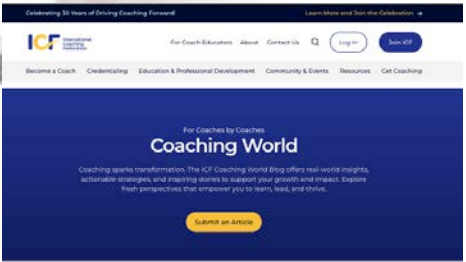 Celebrating 30 Years of Driving Coaching Forward!
Learn More and Join the Celebration →
ICF International Coaching Federation
For Coach Educators About Contact Us Log In Join ICF
Become a Coach Credentialing Education & Professional Development Community & Events Resources Get Coaching
For Coaches by Coaches
Coaching World
Coaching sparks transformation. The ICF Coaching World Blog offers real-world insights,
actionable strategies, and inspiring stories to support your growth and impact. Explore
fresh perspectives that empower you to learn, lead, and thrive.
Submit an Article